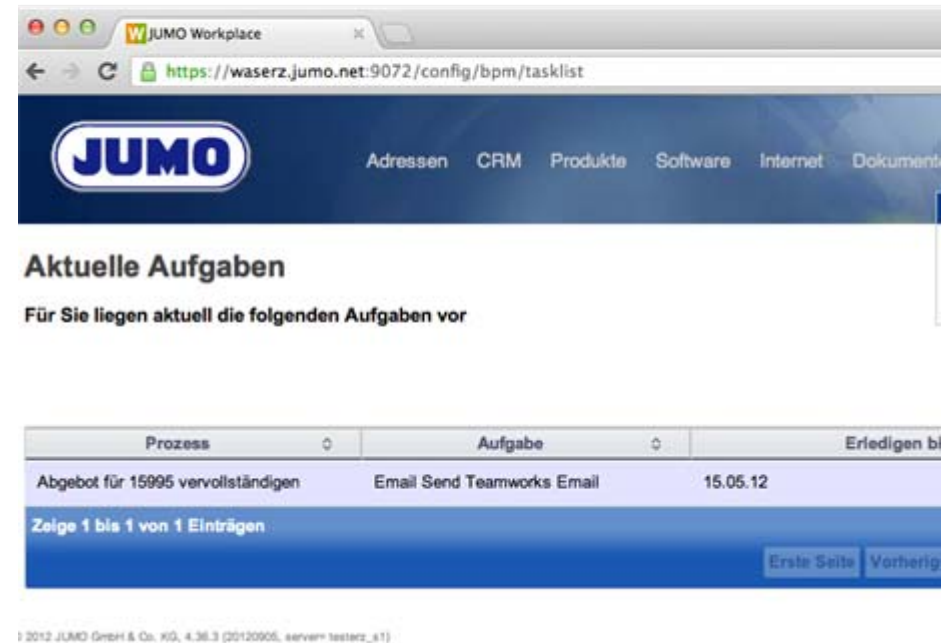 JUMO Workplace
https://waserz.jumo.net:9072/config/bpm/tasklist
JUMO
Adressen CRM Produkte Software Internet Dokumente
Aktuelle Aufgaben
Für Sie liegen aktuell die folgenden Aufgaben vor
Prozess Aufgabe Erledigen bi
Abgebot für 15995 vervollständigen Email Send Teamworks Email 15.05.12
Zeige 1 bis 1 von 1 Einträgen
Erste Seite Vorherig
© 2012 JUMO GmbH & Co. KG, 4.36.3 (20120905, server= testerz_s1)